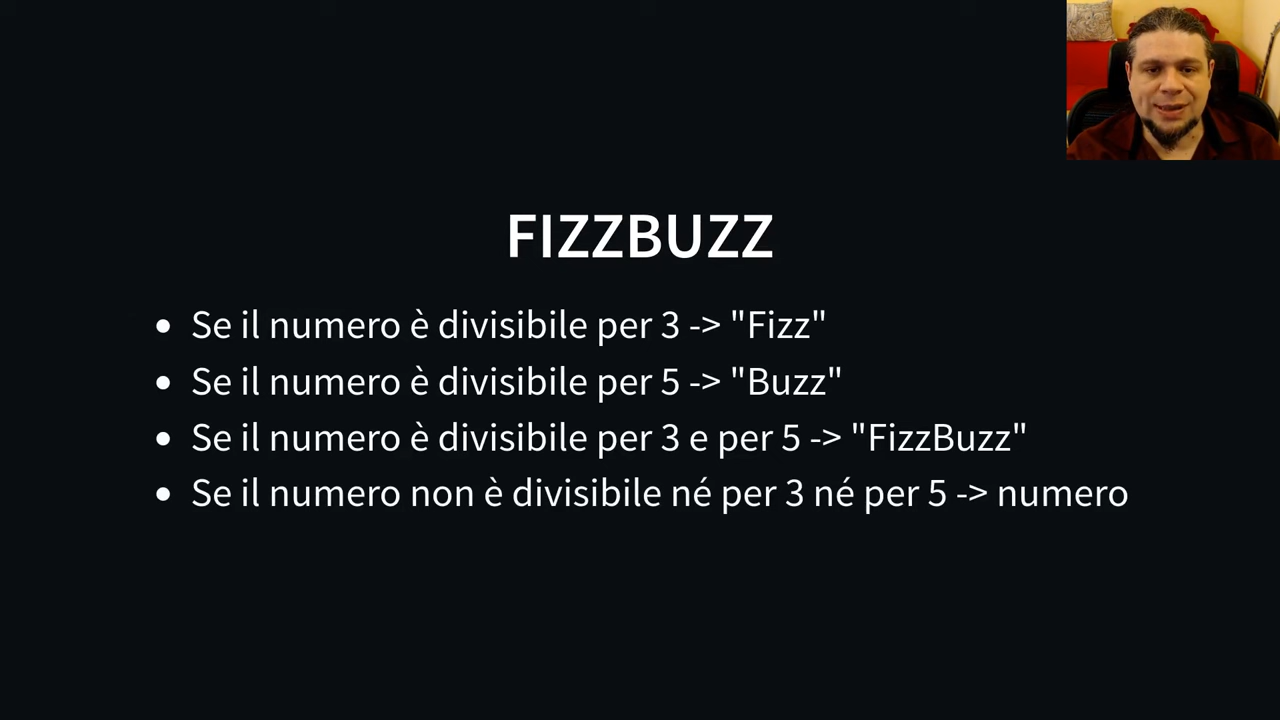 FIZZBUZZ
Se il numero è divisibile per 3 -> "Fizz"
Se il numero è divisibile per 5 -> "Buzz"
Se il numero è divisibile per 3 e per 5 -> "FizzBuzz"
Se il numero non è divisibile né per 3 né per 5 -> numero